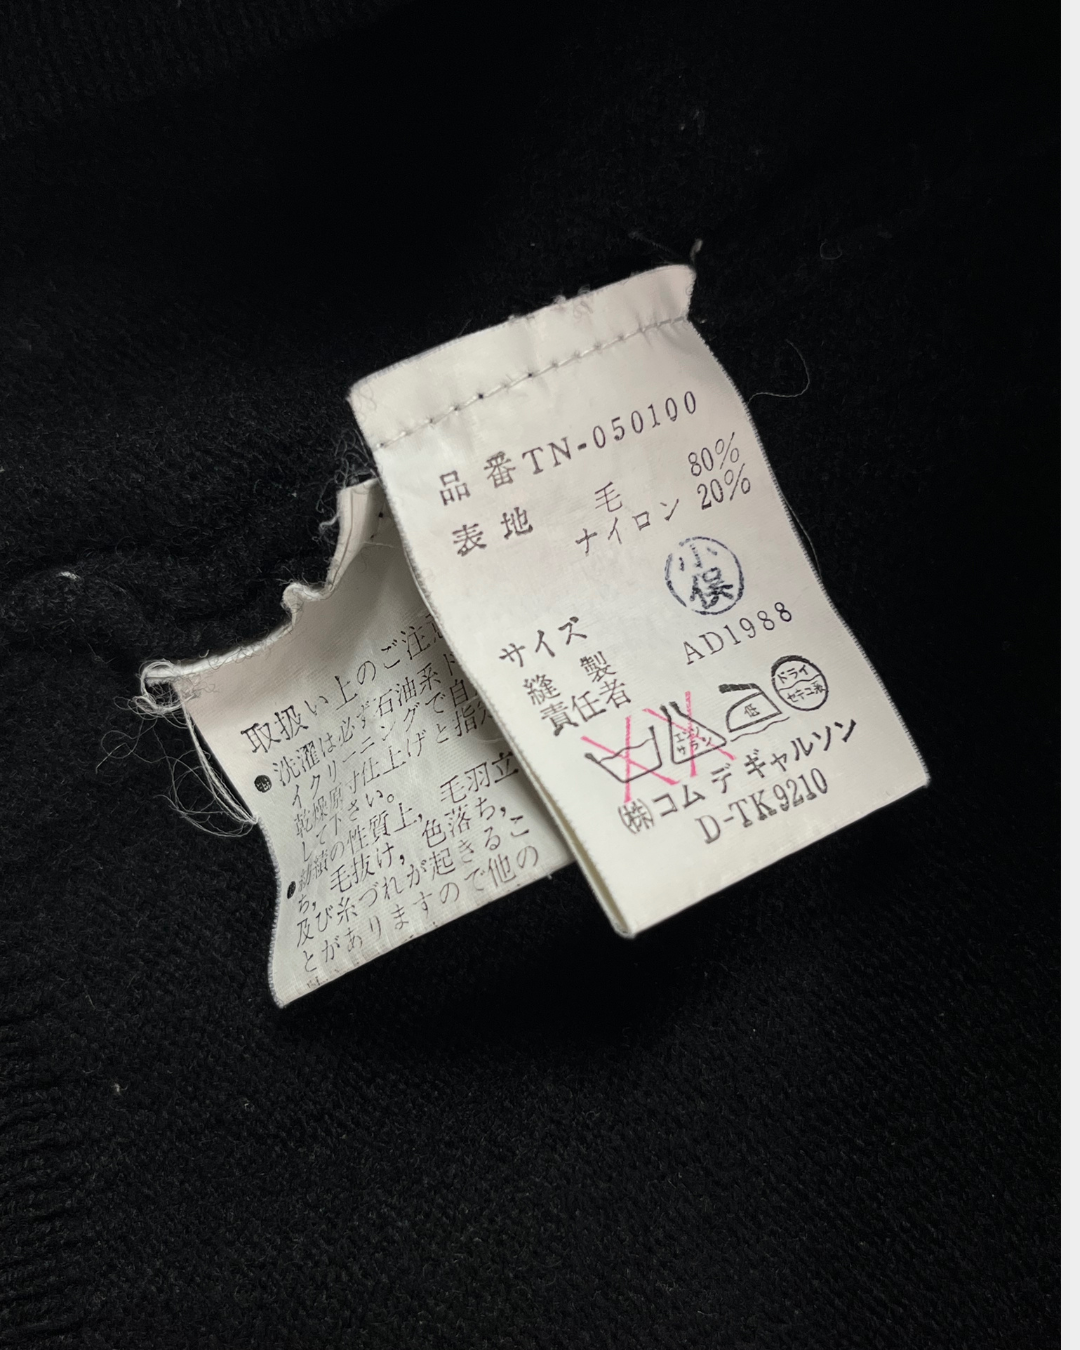 品番 TN-050100
表地 毛 80%
ナイロン 20%
小
俣
サイズ
AD1988
縫製
責任者
エンソ
サラシ
低
ドライ
セキユ系
(株)コム デ ギャルソン
D-TK9210
取扱い上のご注意
●洗濯は必ず石油系ド
イクリーニングで自
乾燥原寸仕上げと指
して下さい。
●紡績の性質上, 毛羽立
ち, 毛抜け, 色落ち,
及び糸づれが起きるこ
とがありますので他の